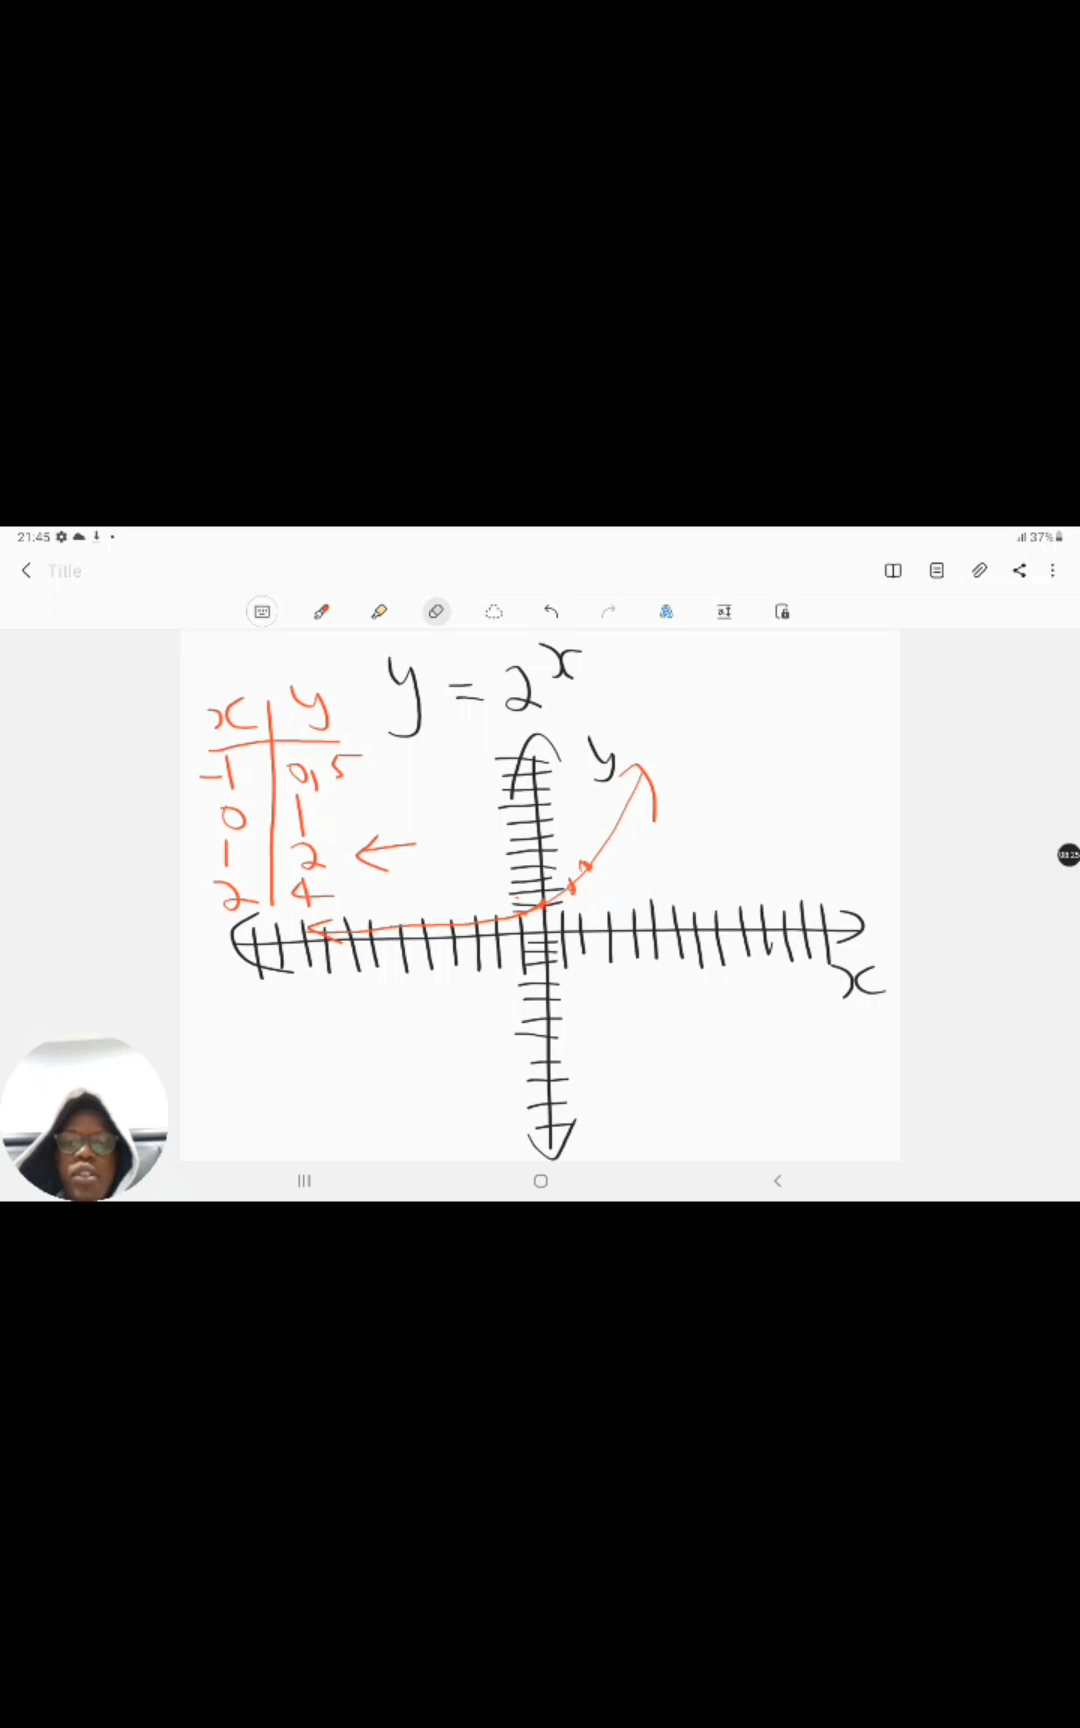 21:45
37%
Title
y = 2^x
x | y
-1 | 0,5
0 | 1
1 | 2 ←
2 | 4
y
x